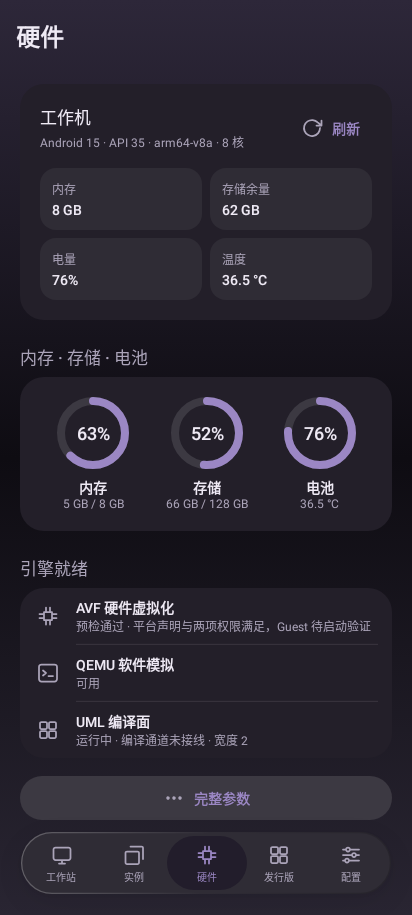 硬件
工作机
Android 15 · API 35 · arm64-v8a · 8 核
刷新
内存
8 GB
存储余量
62 GB
电量
76%
温度
36.5 °C
内存 · 存储 · 电池
63%
52%
76%
内存
存储
电池
5 GB / 8 GB
66 GB / 128 GB
36.5 °C
引擎就绪
AVF 硬件虚拟化
预检通过 · 平台声明与两项权限满足，Guest 待启动验证
QEMU 软件模拟
可用
UML 编译面
运行中 · 编译通道未接线 · 宽度 2
完整参数
工作站
实例
硬件
发行版
配置